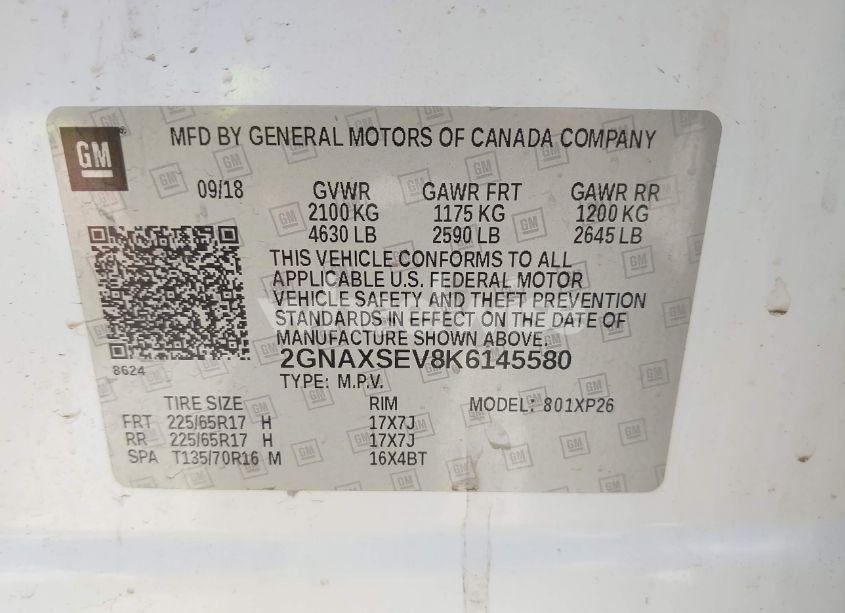 GM
MFD BY GENERAL MOTORS OF CANADA COMPANY
09/18 GVWR GAWR FRT GAWR RR
2100 KG 1175 KG 1200 KG
4630 LB 2590 LB 2645 LB
THIS VEHICLE CONFORMS TO ALL
APPLICABLE U.S. FEDERAL MOTOR
VEHICLE SAFETY AND THEFT PREVENTION
STANDARDS IN EFFECT ON THE DATE OF
MANUFACTURE SHOWN ABOVE.
2GNAXSEV8K6145580
8624
TYPE: M.P.V.
TIRE SIZE RIM MODEL: 801XP26
FRT 225/65R17 H 17X7J
RR 225/65R17 H 17X7J
SPA T135/70R16 M 16X4BT